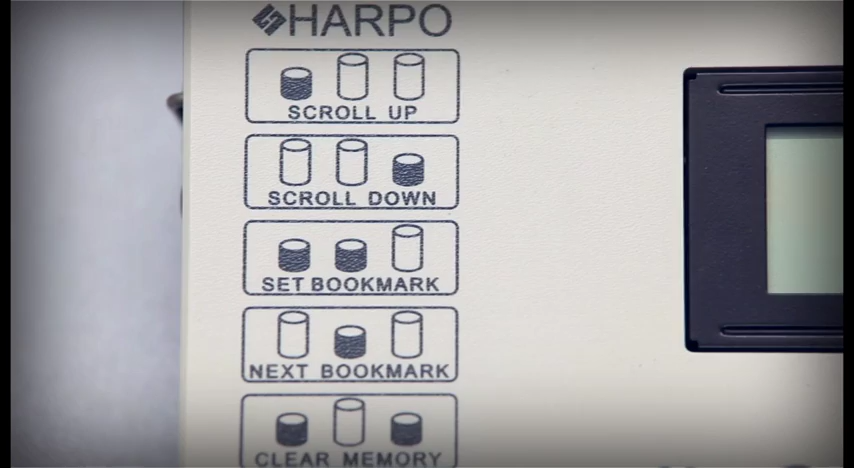 HARPO
SCROLL UP
SCROLL DOWN
SET BOOKMARK
NEXT BOOKMARK
CLEAR MEMORY